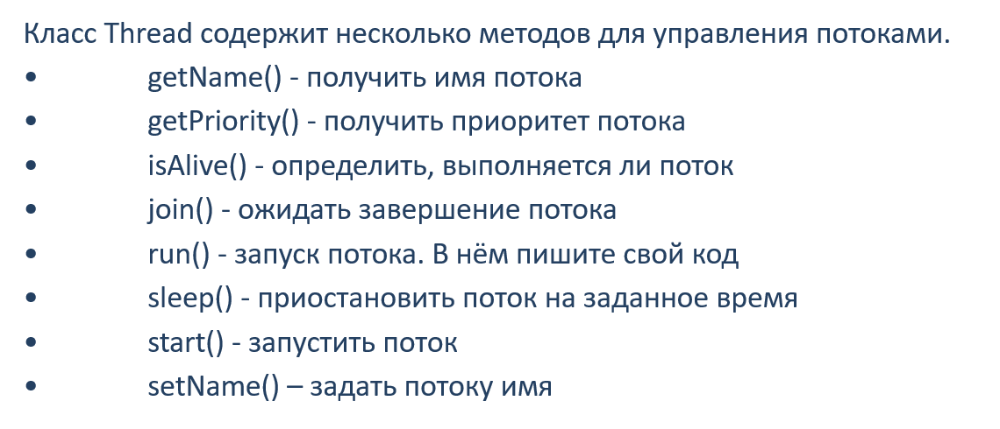 Класс Thread содержит несколько методов для управления потоками.
• getName() - получить имя потока
• getPriority() - получить приоритет потока
• isAlive() - определить, выполняется ли поток
• join() - ожидать завершение потока
• run() - запуск потока. В нём пишите свой код
• sleep() - приостановить поток на заданное время
• start() - запустить поток
• setName() – задать потоку имя